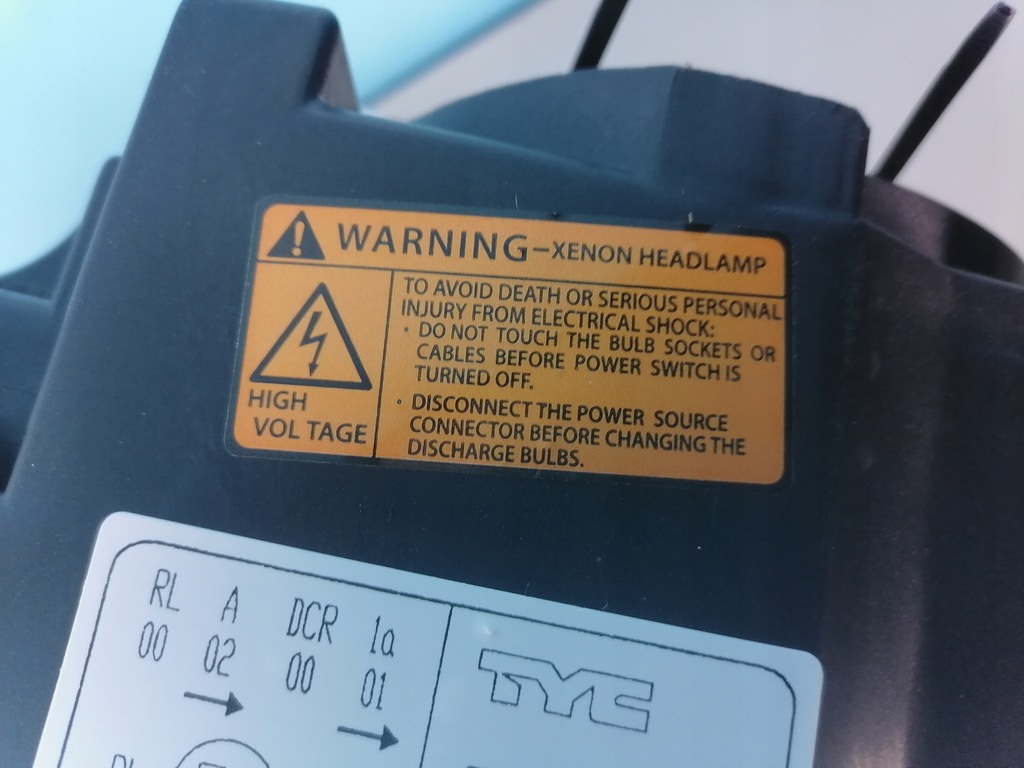 WARNING-XENON HEADLAMP
HIGH
VOL TAGE
TO AVOID DEATH OR SERIOUS PERSONAL
INJURY FROM ELECTRICAL SHOCK:
· DO NOT TOUCH THE BULB SOCKETS OR
CABLES BEFORE POWER SWITCH IS
TURNED OFF.
· DISCONNECT THE POWER SOURCE
CONNECTOR BEFORE CHANGING THE
DISCHARGE BULBS.
RL A DCR 1a
00 02 00 01
TYC